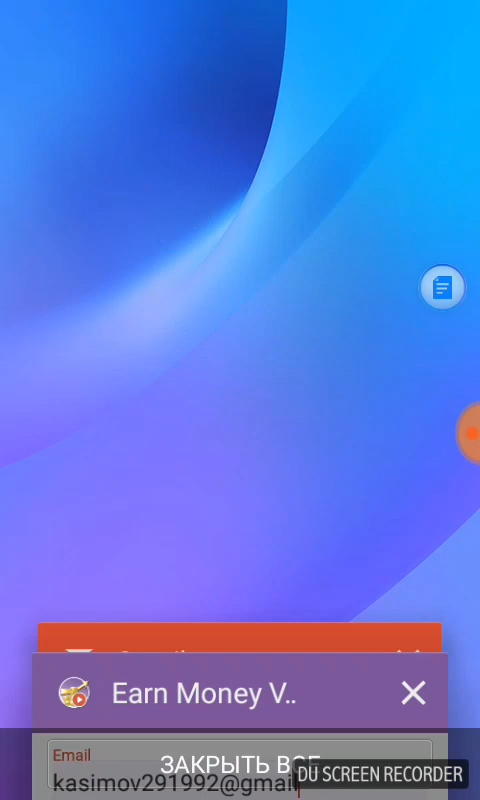 Earn Money V..
Email
ЗАКРЫТЬ ВСЕ
kasimov291992@gmail
DU SCREEN RECORDER